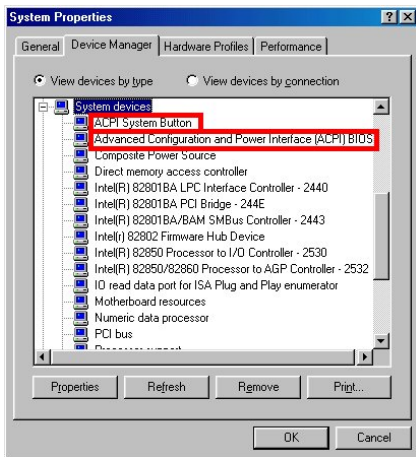 System Properties
General Device Manager Hardware Profiles Performance
View devices by type View devices by connection
System devices
ACPI System Button
Advanced Configuration and Power Interface (ACPI) BIOS
Composite Power Source
Direct memory access controller
Intel(R) 82801BA LPC Interface Controller - 2440
Intel(R) 82801BA PCI Bridge - 244E
Intel(R) 82801BA/BAM SMBus Controller - 2443
Intel(r) 82802 Firmware Hub Device
Intel(R) 82850 Processor to I/O Controller - 2530
Intel(R) 82850/82860 Processor to AGP Controller - 2532
IO read data port for ISA Plug and Play enumerator
Motherboard resources
Numeric data processor
PCI bus
Properties Refresh Remove Print...
OK Cancel